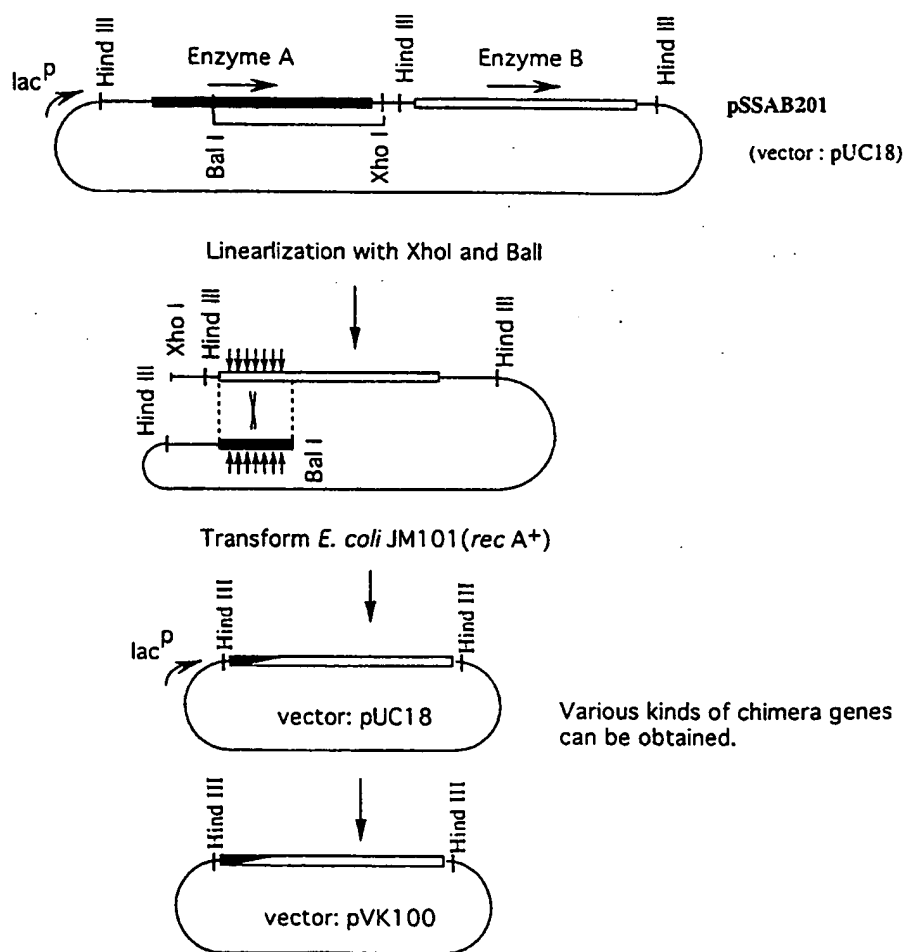 Hind III
Hind III
Hind III
lac P
Enzyme A
Enzyme B
pSSAB201
(vector : pUC18)
Bal I
Xho I
Linearlization with XhoI and BalI
Xho I
Hind III
Hind III
Hind III
Bal I
Transform E. coli JM101(rec A+)
Hind III
Hind III
lac P
vector: pUC18
Various kinds of chimera genes
can be obtained.
Hind III
Hind III
vector: pVK100